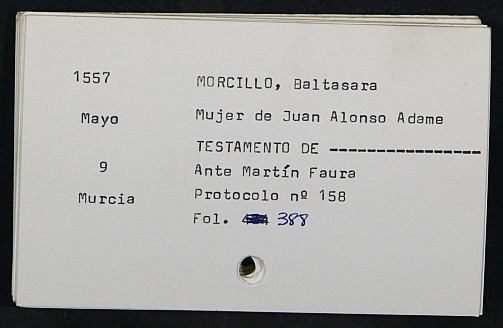 1557
MORCILLO, Baltasara
Mayo
Mujer de Juan Alonso Adame
TESTAMENTO DE ----------------
9
Ante Martín Faura
Murcia
Protocolo nº 158
Fol. 388